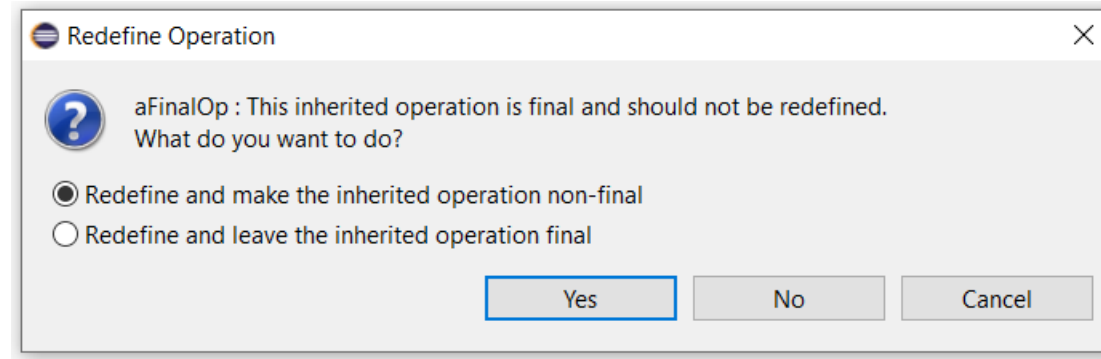 Redefine Operation
aFinalOp : This inherited operation is final and should not be redefined.
What do you want to do?
Redefine and make the inherited operation non-final
Redefine and leave the inherited operation final
Yes No Cancel